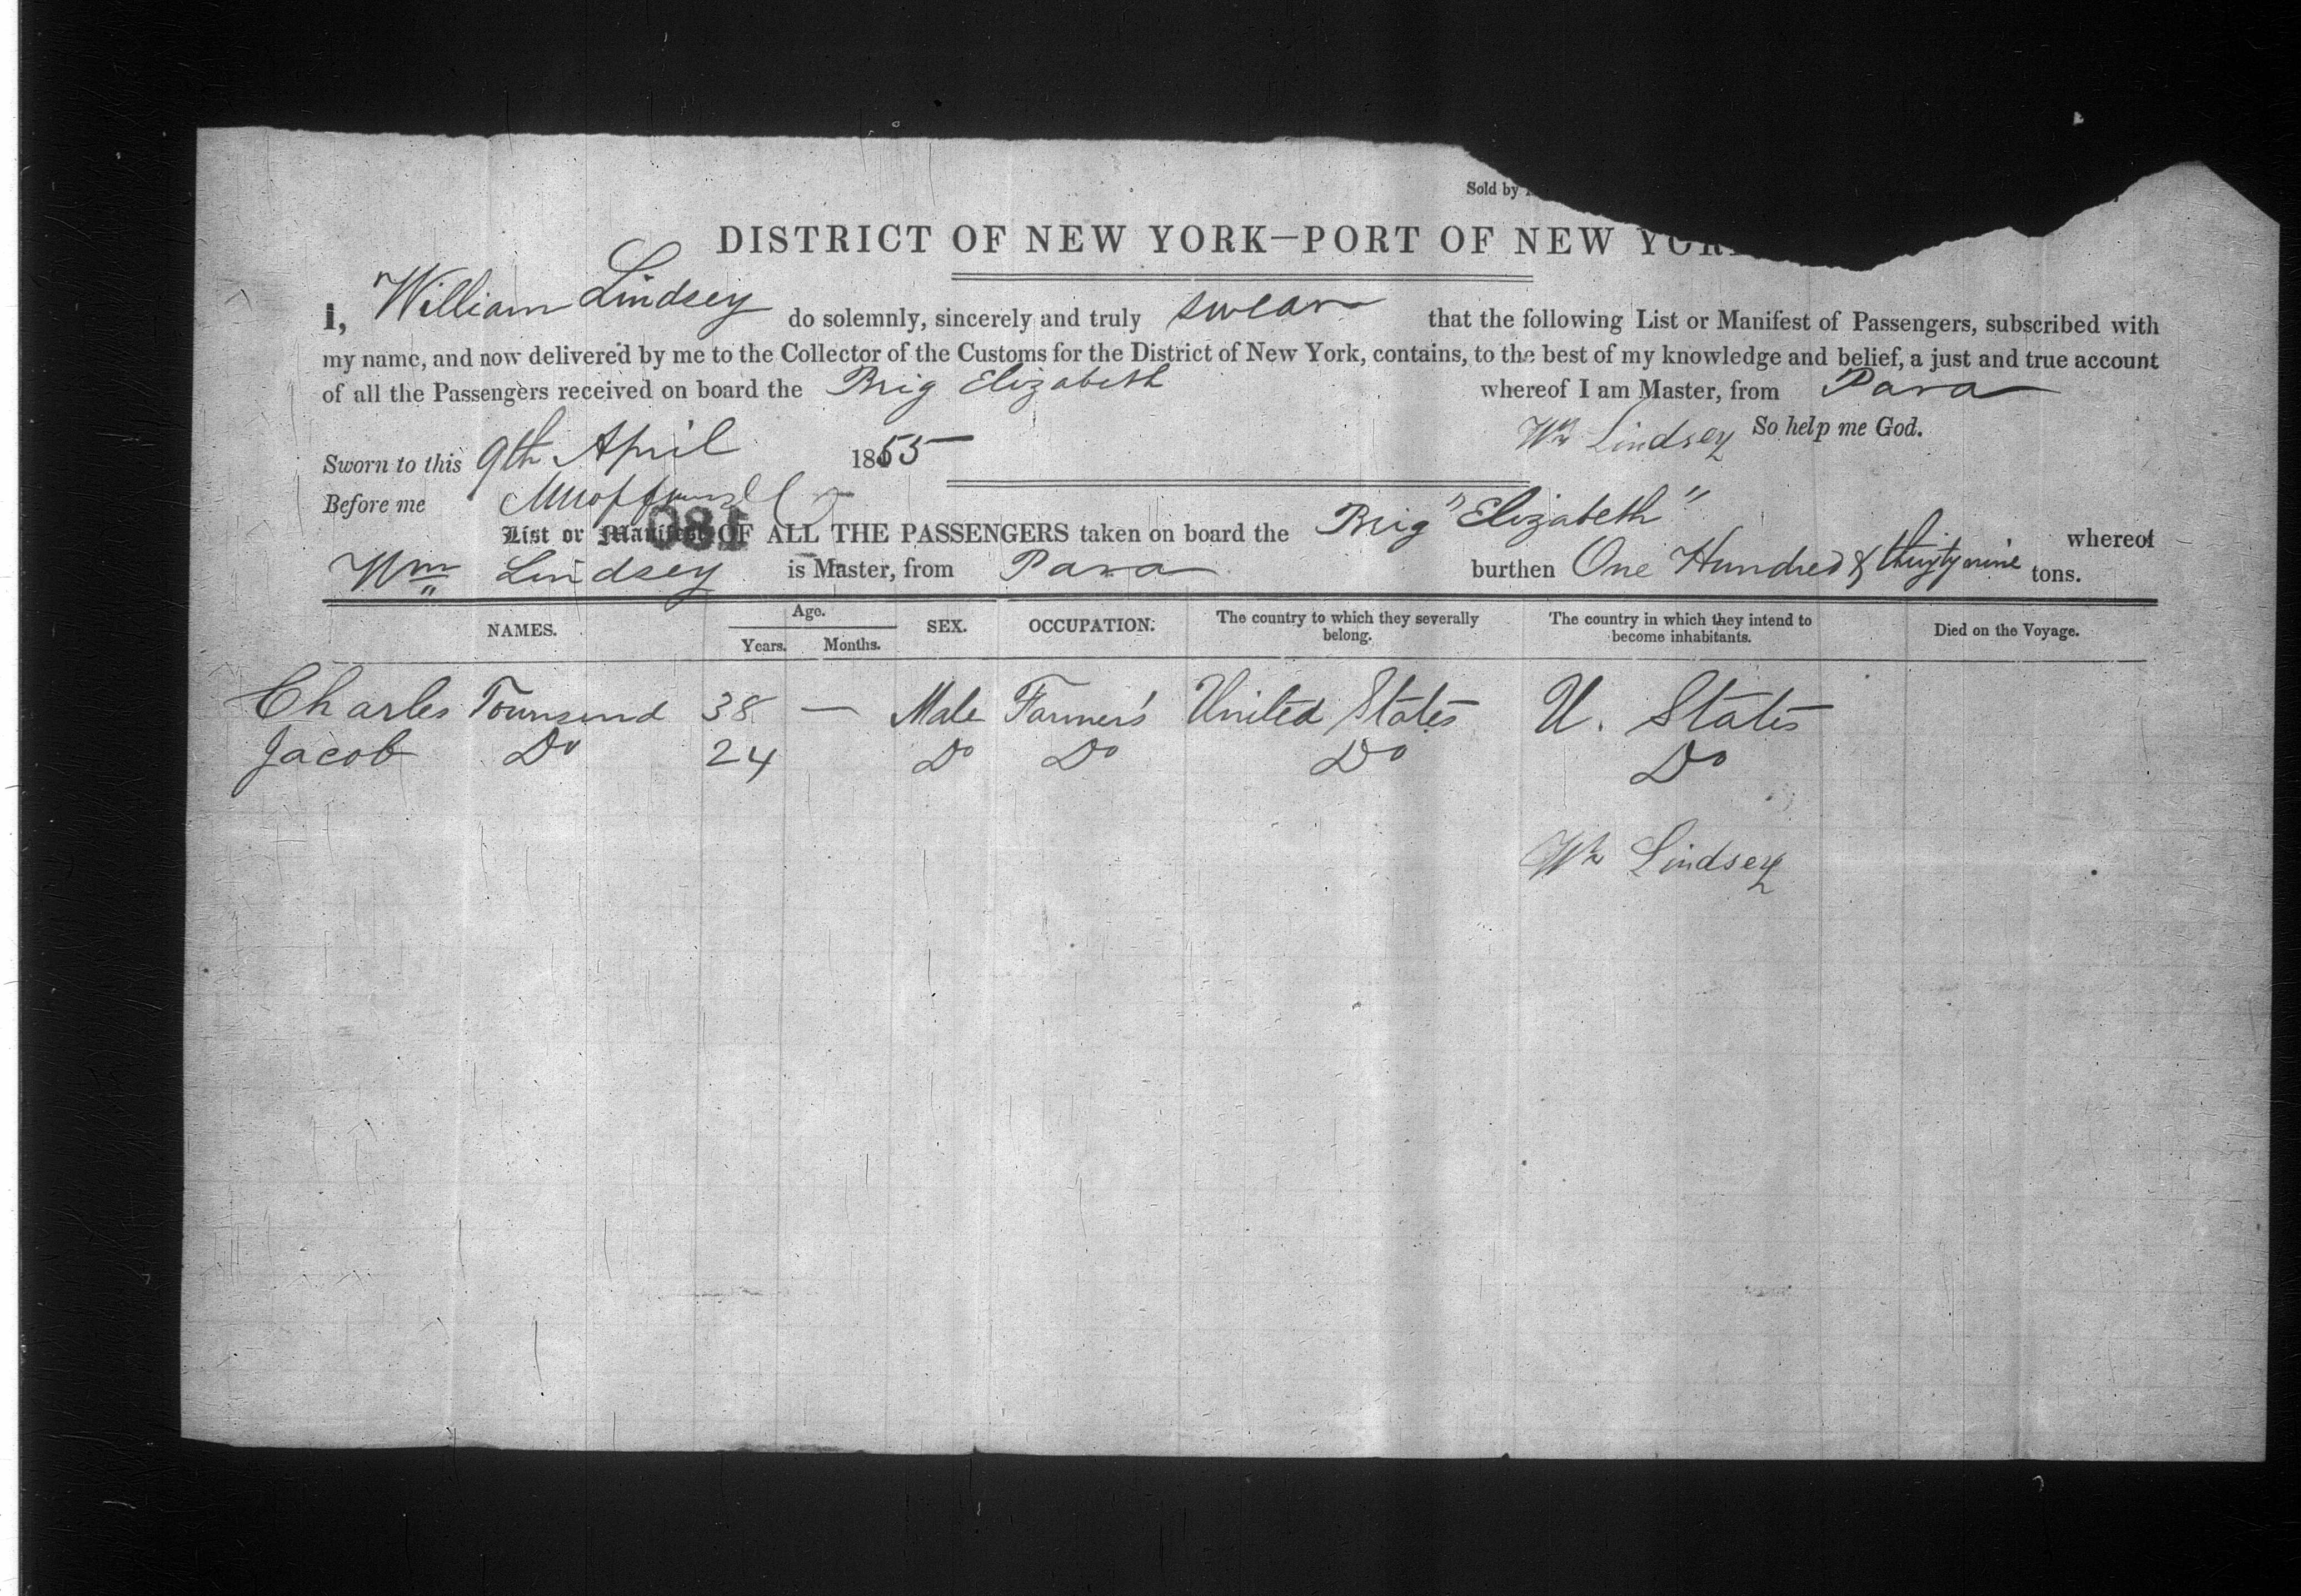 Sold by
DISTRICT OF NEW YORK
I, William Lindsey do solemnly, sincerely and truly swear that the following List or Manifest of Passengers, subscribed with
my name, and now delivered by me to the Collector of the Customs for the District of New York, contains, to the best of my knowledge and belief, a just and true account
of all the Passengers received on board the Brig Elizabeth whereof I am Master, from Para
Wm Lindsey So help me God.
Sworn to this 9th April 1855
Before me
List or Manifest OF ALL THE PASSENGERS taken on board the Brig "Elizabeth" whereof
Wm Lindsey is Master, from Para burthen One Hundred & thirty nine tons.
NAMES. Age. Years. Months. SEX. OCCUPATION. The country to which they severally belong. The country in which they intend to become inhabitants. Died on the Voyage.
Charles Townsend 38 — Male Farmer's United States U. States
Jacob Do 24 Do Do Do Do
Wm Lindsey